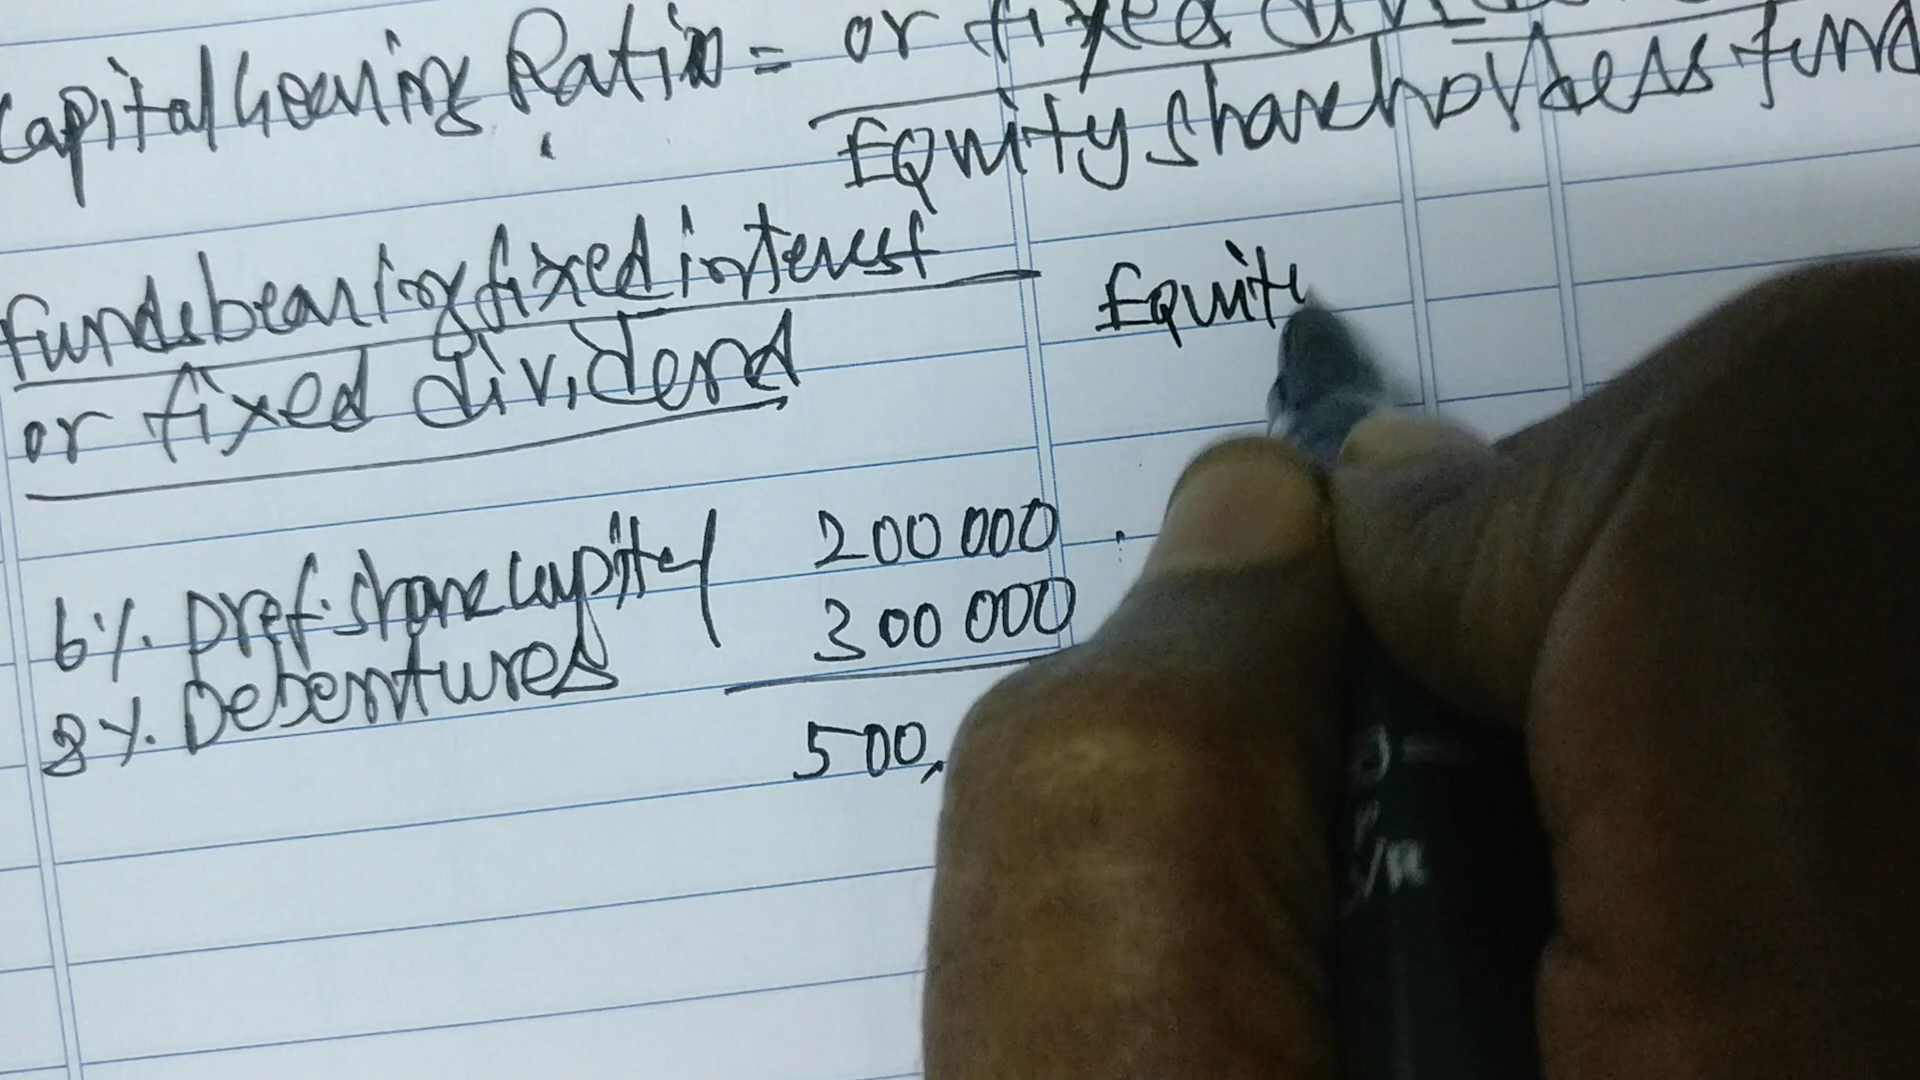 or fixed
Capital Gearing Ratio =
Equity shareholders fund
funds bearing fixed interest
or fixed dividend
Equity
6%. pref. share capital 200 000
8%. Debentures 300 000
500,